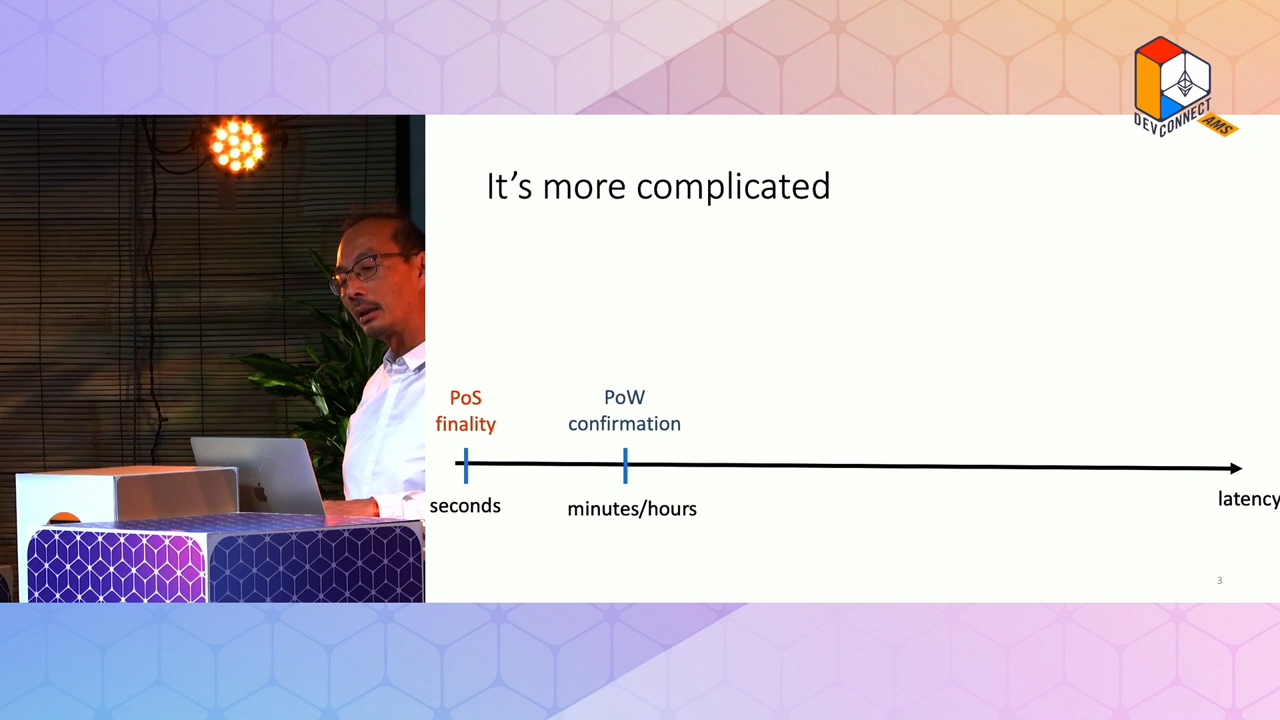 DEVCONNECT
AMS
It's more complicated
PoS
finality
PoW
confirmation
seconds
minutes/hours
latency
3